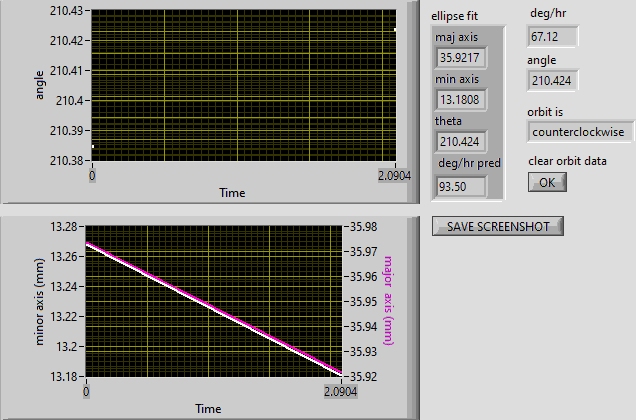 210.43
210.42
210.41
210.4
210.39
210.38
angle
0
2.0904
Time
ellipse fit
maj axis
35.9217
min axis
13.1808
theta
210.424
deg/hr pred
93.50
deg/hr
67.12
angle
210.424
orbit is
counterclockwise
clear orbit data
OK
SAVE SCREENSHOT
13.28
13.26
13.24
13.22
13.2
13.18
minor axis (mm)
35.98
35.97
35.96
35.95
35.94
35.93
35.92
major axis (mm)
0
2.0904
Time